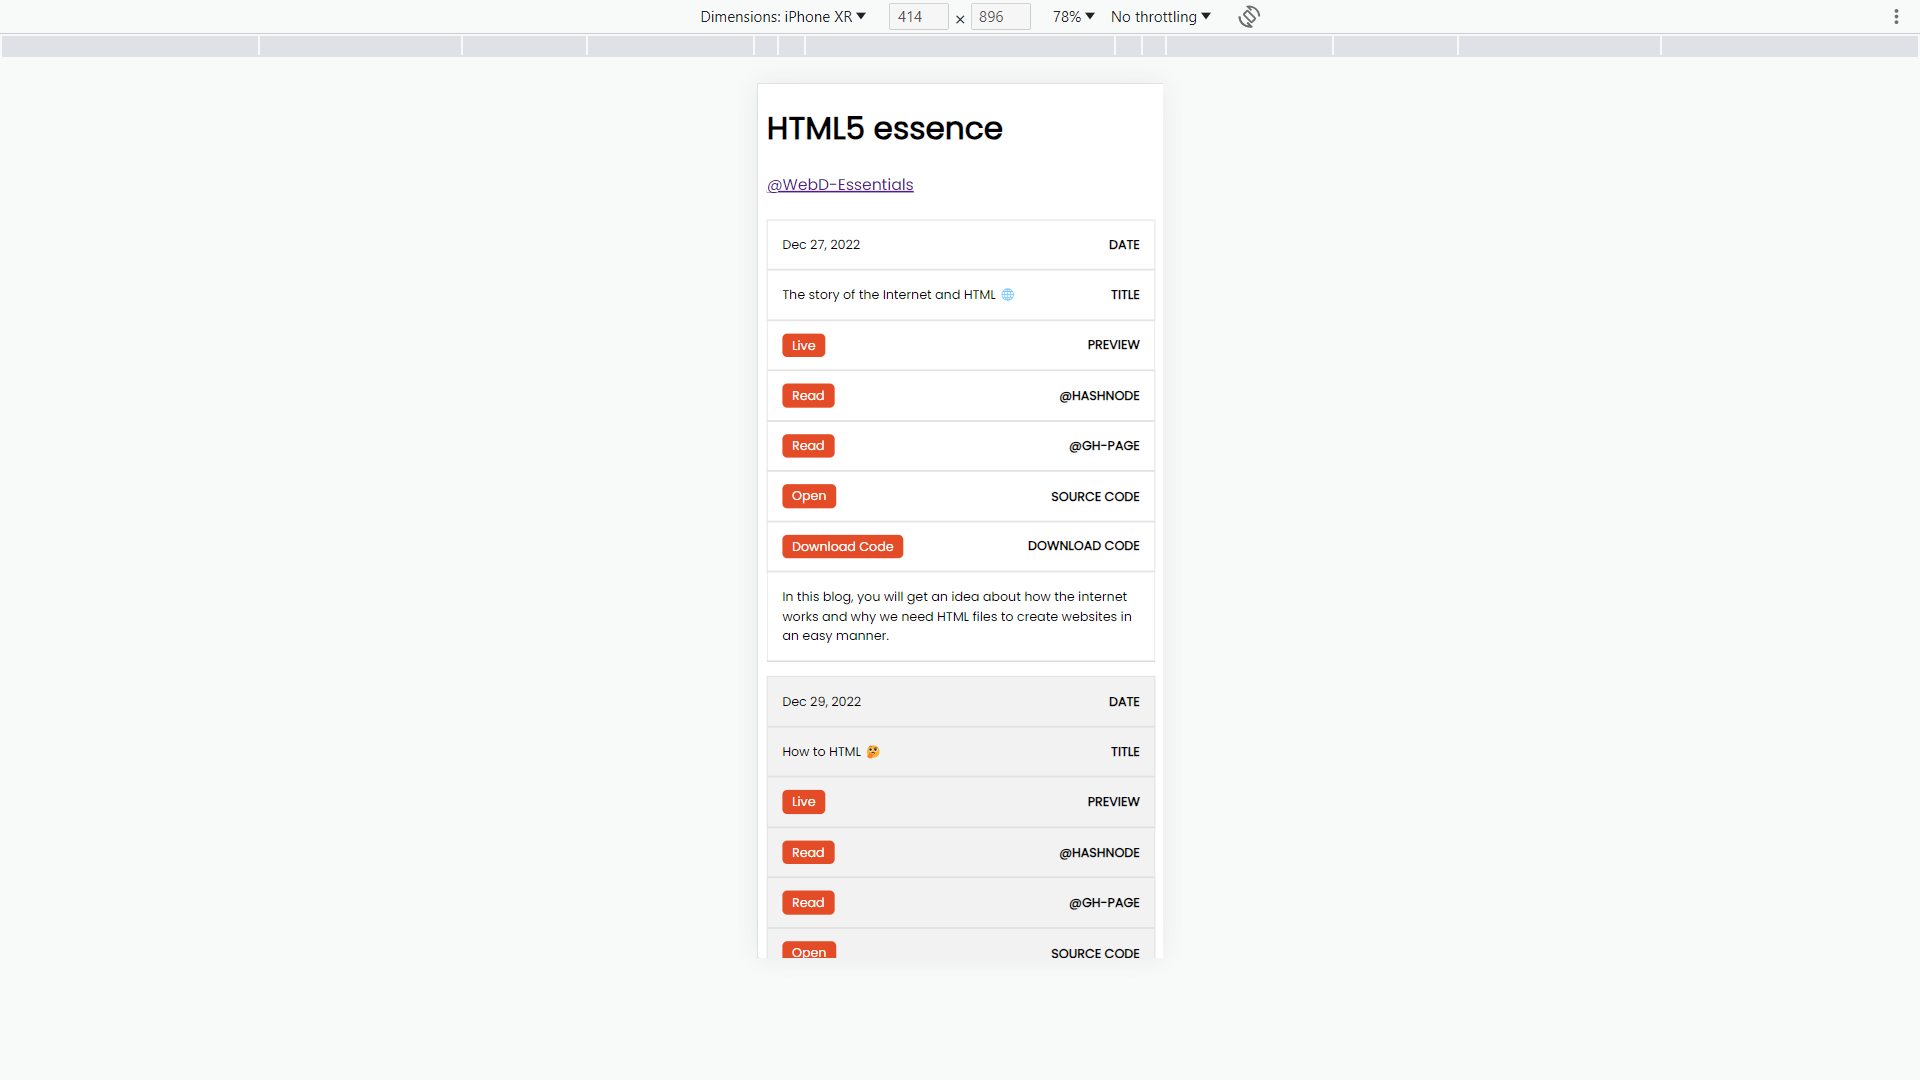 Dimensions: iPhone XR ▼ 414 × 896 78% ▼ No throttling ▼
HTML5 essence
@WebD-Essentials
Dec 27, 2022 DATE
The story of the Internet and HTML 🌐 TITLE
Live PREVIEW
Read @HASHNODE
Read @GH-PAGE
Open SOURCE CODE
Download Code DOWNLOAD CODE
In this blog, you will get an idea about how the internet
works and why we need HTML files to create websites in
an easy manner.
Dec 29, 2022 DATE
How to HTML 🤔 TITLE
Live PREVIEW
Read @HASHNODE
Read @GH-PAGE
Open SOURCE CODE